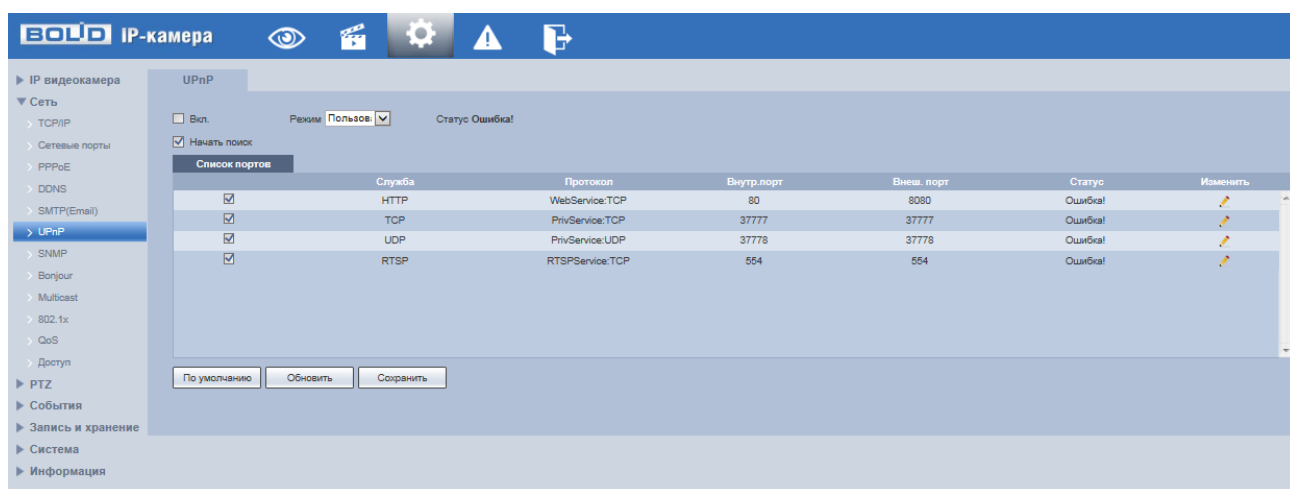 BOLID IP-камера
IP видеокамера
Сеть
TCP/IP
Сетевые порты
PPPoE
DDNS
SMTP(Email)
UPnP
SNMP
Bonjour
Multicast
802.1x
QoS
Доступ
PTZ
События
Запись и хранение
Система
Информация
UPnP
Вкл. Режим Пользов. Статус Ошибка!
Начать поиск
Список портов
Служба Протокол Внутр.порт Внеш. порт Статус Изменить
HTTP WebService:TCP 80 8080 Ошибка!
TCP PrivService:TCP 37777 37777 Ошибка!
UDP PrivService:UDP 37778 37778 Ошибка!
RTSP RTSPService:TCP 554 554 Ошибка!
По умолчанию Обновить Сохранить